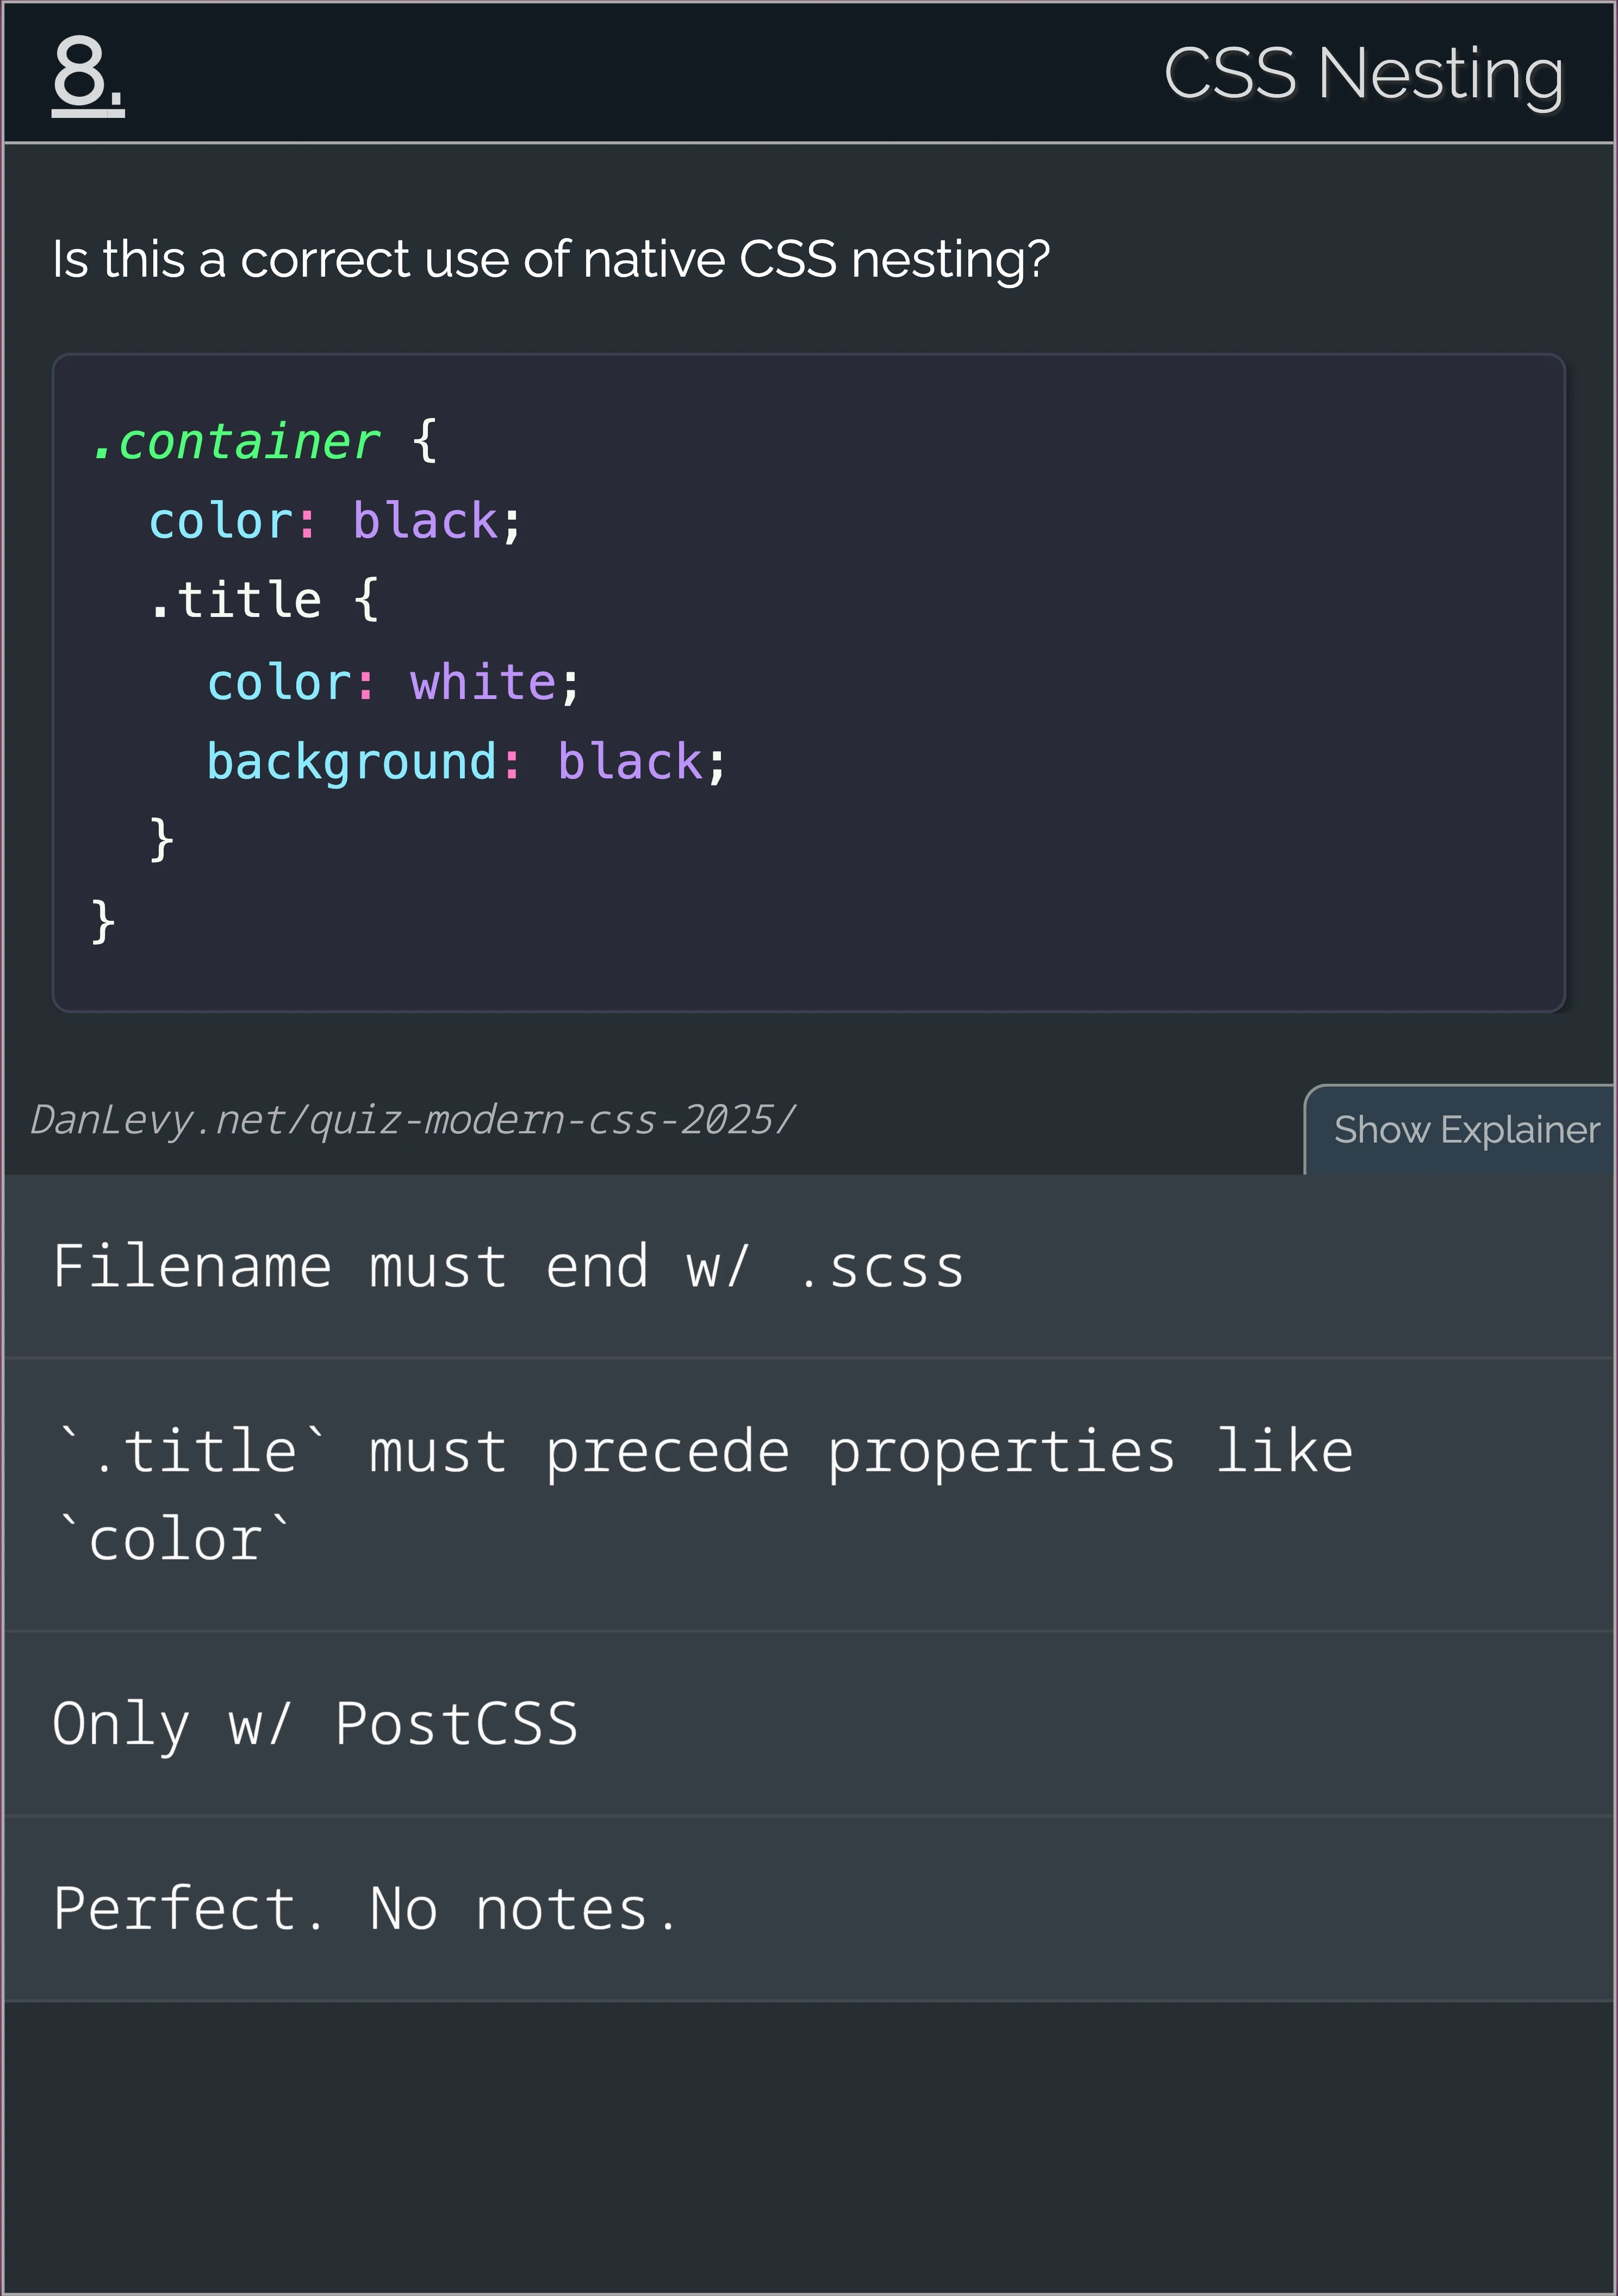 8.
CSS Nesting
Is this a correct use of native CSS nesting?
.container {
  color: black;
  .title {
    color: white;
    background: black;
  }
}
DanLevy.net/quiz-modern-css-2025/
Show Explainer
Filename must end w/ .scss
`.title` must precede properties like
`color`
Only w/ PostCSS
Perfect. No notes.